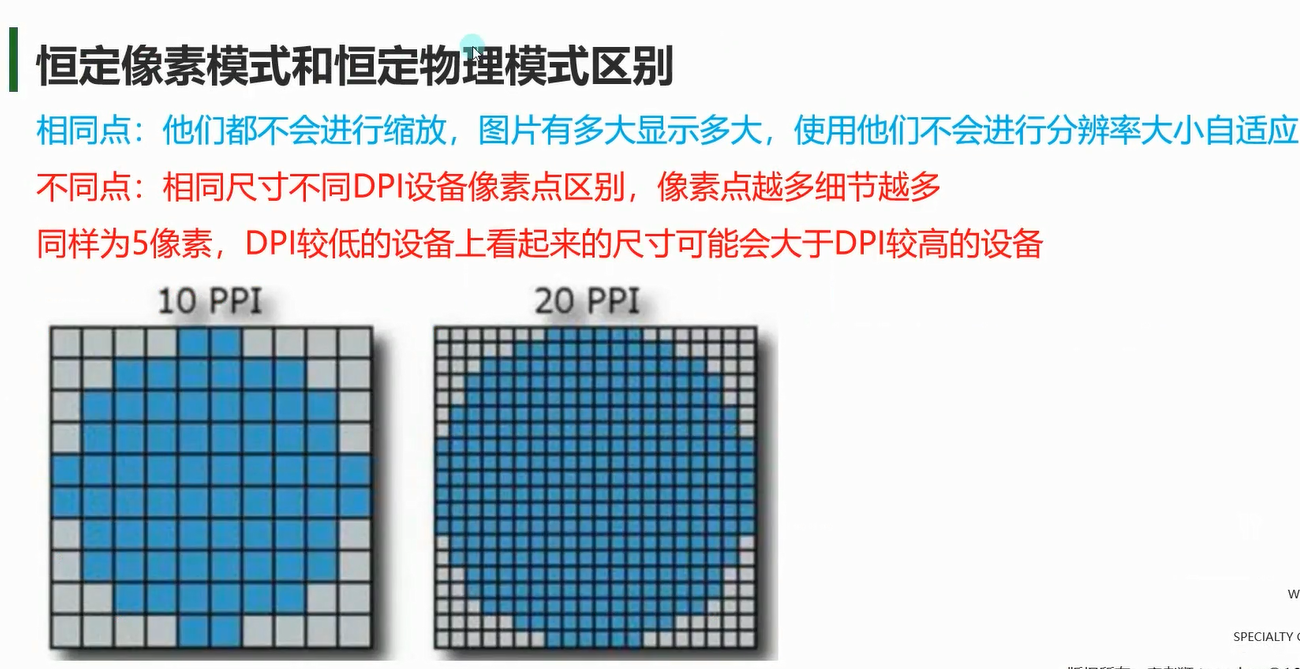 恒定像素模式和恒定物理模式区别
相同点：他们都不会进行缩放，图片有多大显示多大，使用他们不会进行分辨率大小自适应
不同点：相同尺寸不同DPI设备像素点区别，像素点越多细节越多
同样为5像素，DPI较低的设备上看起来的尺寸可能会大于DPI较高的设备
10 PPI
20 PPI
W
SPECIALTY